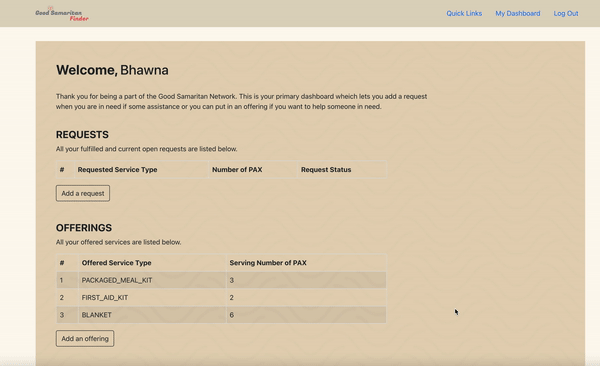 Good Samaritan
Finder
Quick Links My Dashboard Log Out
Welcome, Bhawna
Thank you for being a part of the Good Samaritan Network. This is your primary dashboard wheich lets you add a request
when you are in need if some assistance or you can put in an offering if you want to help someone in need.
REQUESTS
All your fulfilled and current open requests are listed below.
# Requested Service Type Number of PAX Request Status
Add a request
OFFERINGS
All your offered services are listed below.
# Offered Service Type Serving Number of PAX
1 PACKAGED_MEAL_KIT 3
2 FIRST_AID_KIT 2
3 BLANKET 6
Add an offering